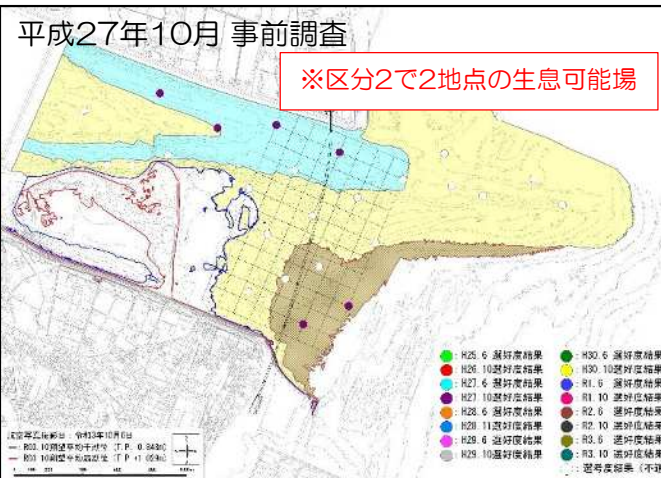 平成27年10月 事前調査
※区分2で2地点の生息可能場
: H25.6 選好度結果
: H26.10選好度結果
: H27.6 選好度結果
: H27.10選好度結果
: H28.6 選好度結果
: H28.11選好度結果
: H29.6 選好度結果
: H29.10選好度結果
: H30.6 選好度結果
: H30.10選好度結果
: R1.6 選好度結果
: R1.10 選好度結果
: R2.6 選好度結果
: R2.10 選好度結果
: R3.6 選好度結果
: R3.10 選好度結果